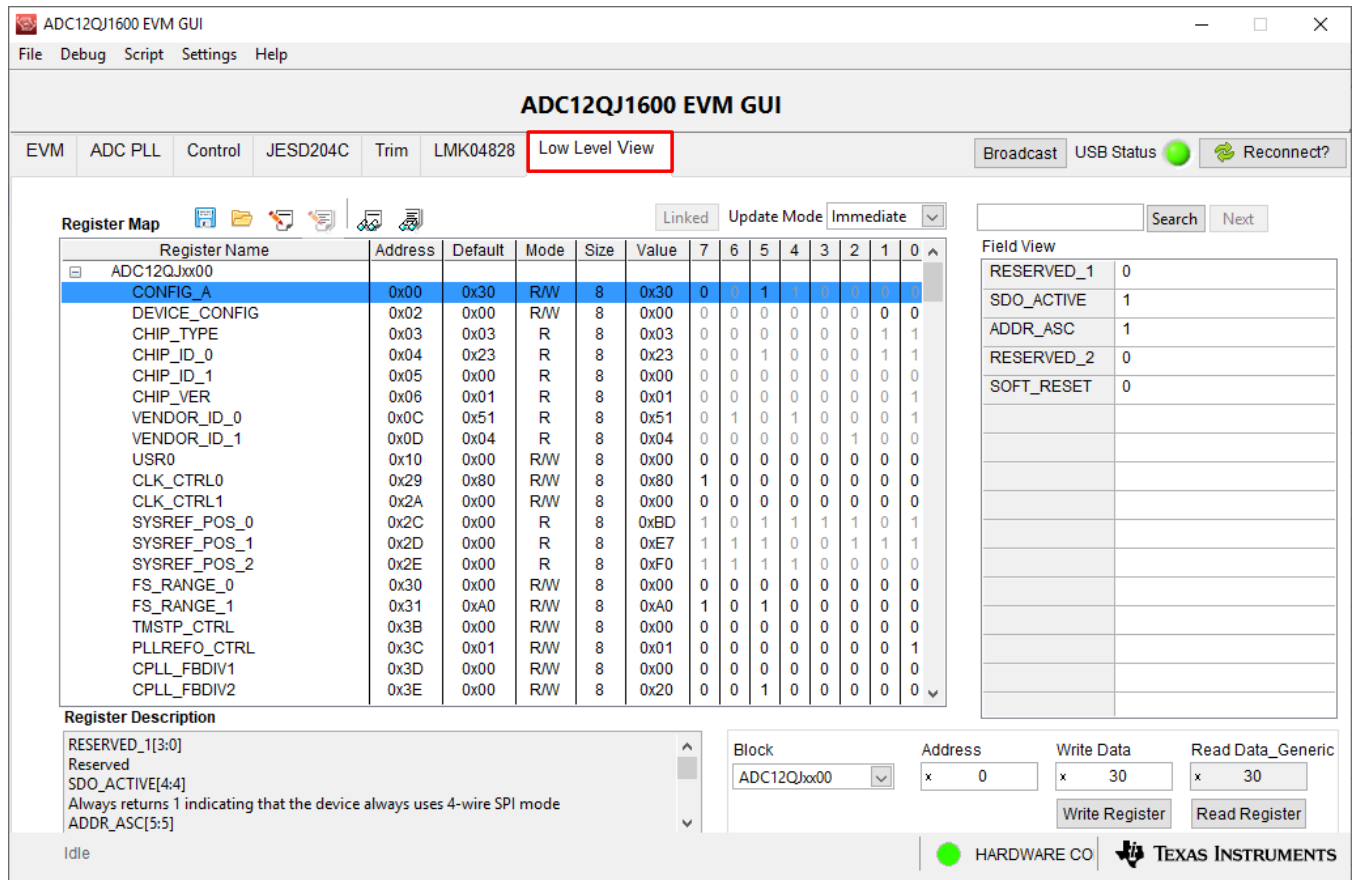 ADC12QJ1600 EVM GUI
File Debug Script Settings Help
ADC12QJ1600 EVM GUI
EVM ADC PLL Control JESD204C Trim LMK04828 Low Level View Broadcast USB Status Reconnect?
Register Map Linked Update Mode Immediate Search Next
Register Name Address Default Mode Size Value 7 6 5 4 3 2 1 0
ADC12QJxx00
CONFIG_A 0x00 0x30 R/W 8 0x30 0 0 1 1 0 0 0 0
DEVICE_CONFIG 0x02 0x00 R/W 8 0x00 0 0 0 0 0 0 0 0
CHIP_TYPE 0x03 0x03 R 8 0x03 0 0 0 0 0 0 1 1
CHIP_ID_0 0x04 0x23 R 8 0x23 0 0 1 0 0 0 1 1
CHIP_ID_1 0x05 0x00 R 8 0x00 0 0 0 0 0 0 0 0
CHIP_VER 0x06 0x01 R 8 0x01 0 0 0 0 0 0 0 1
VENDOR_ID_0 0x0C 0x51 R 8 0x51 0 1 0 1 0 0 0 1
VENDOR_ID_1 0x0D 0x04 R 8 0x04 0 0 0 0 0 1 0 0
USR0 0x10 0x00 R/W 8 0x00 0 0 0 0 0 0 0 0
CLK_CTRL0 0x29 0x80 R/W 8 0x80 1 0 0 0 0 0 0 0
CLK_CTRL1 0x2A 0x00 R/W 8 0x00 0 0 0 0 0 0 0 0
SYSREF_POS_0 0x2C 0x00 R 8 0xBD 1 0 1 1 1 1 0 1
SYSREF_POS_1 0x2D 0x00 R 8 0xE7 1 1 1 0 0 1 1 1
SYSREF_POS_2 0x2E 0x00 R 8 0xF0 1 1 1 1 0 0 0 0
FS_RANGE_0 0x30 0x00 R/W 8 0x00 0 0 0 0 0 0 0 0
FS_RANGE_1 0x31 0xA0 R/W 8 0xA0 1 0 1 0 0 0 0 0
TMSTP_CTRL 0x3B 0x00 R/W 8 0x00 0 0 0 0 0 0 0 0
PLLREFO_CTRL 0x3C 0x01 R/W 8 0x01 0 0 0 0 0 0 0 1
CPLL_FBDIV1 0x3D 0x00 R/W 8 0x00 0 0 0 0 0 0 0 0
CPLL_FBDIV2 0x3E 0x00 R/W 8 0x20 0 0 1 0 0 0 0 0
Field View
RESERVED_1 0
SDO_ACTIVE 1
ADDR_ASC 1
RESERVED_2 0
SOFT_RESET 0
Register Description
RESERVED_1[3:0]
Reserved
SDO_ACTIVE[4:4]
Always returns 1 indicating that the device always uses 4-wire SPI mode
ADDR_ASC[5:5]
Block Address Write Data Read Data_Generic
ADC12QJxx00 x 0 x 30 x 30
Write Register Read Register
Idle HARDWARE CO TEXAS INSTRUMENTS